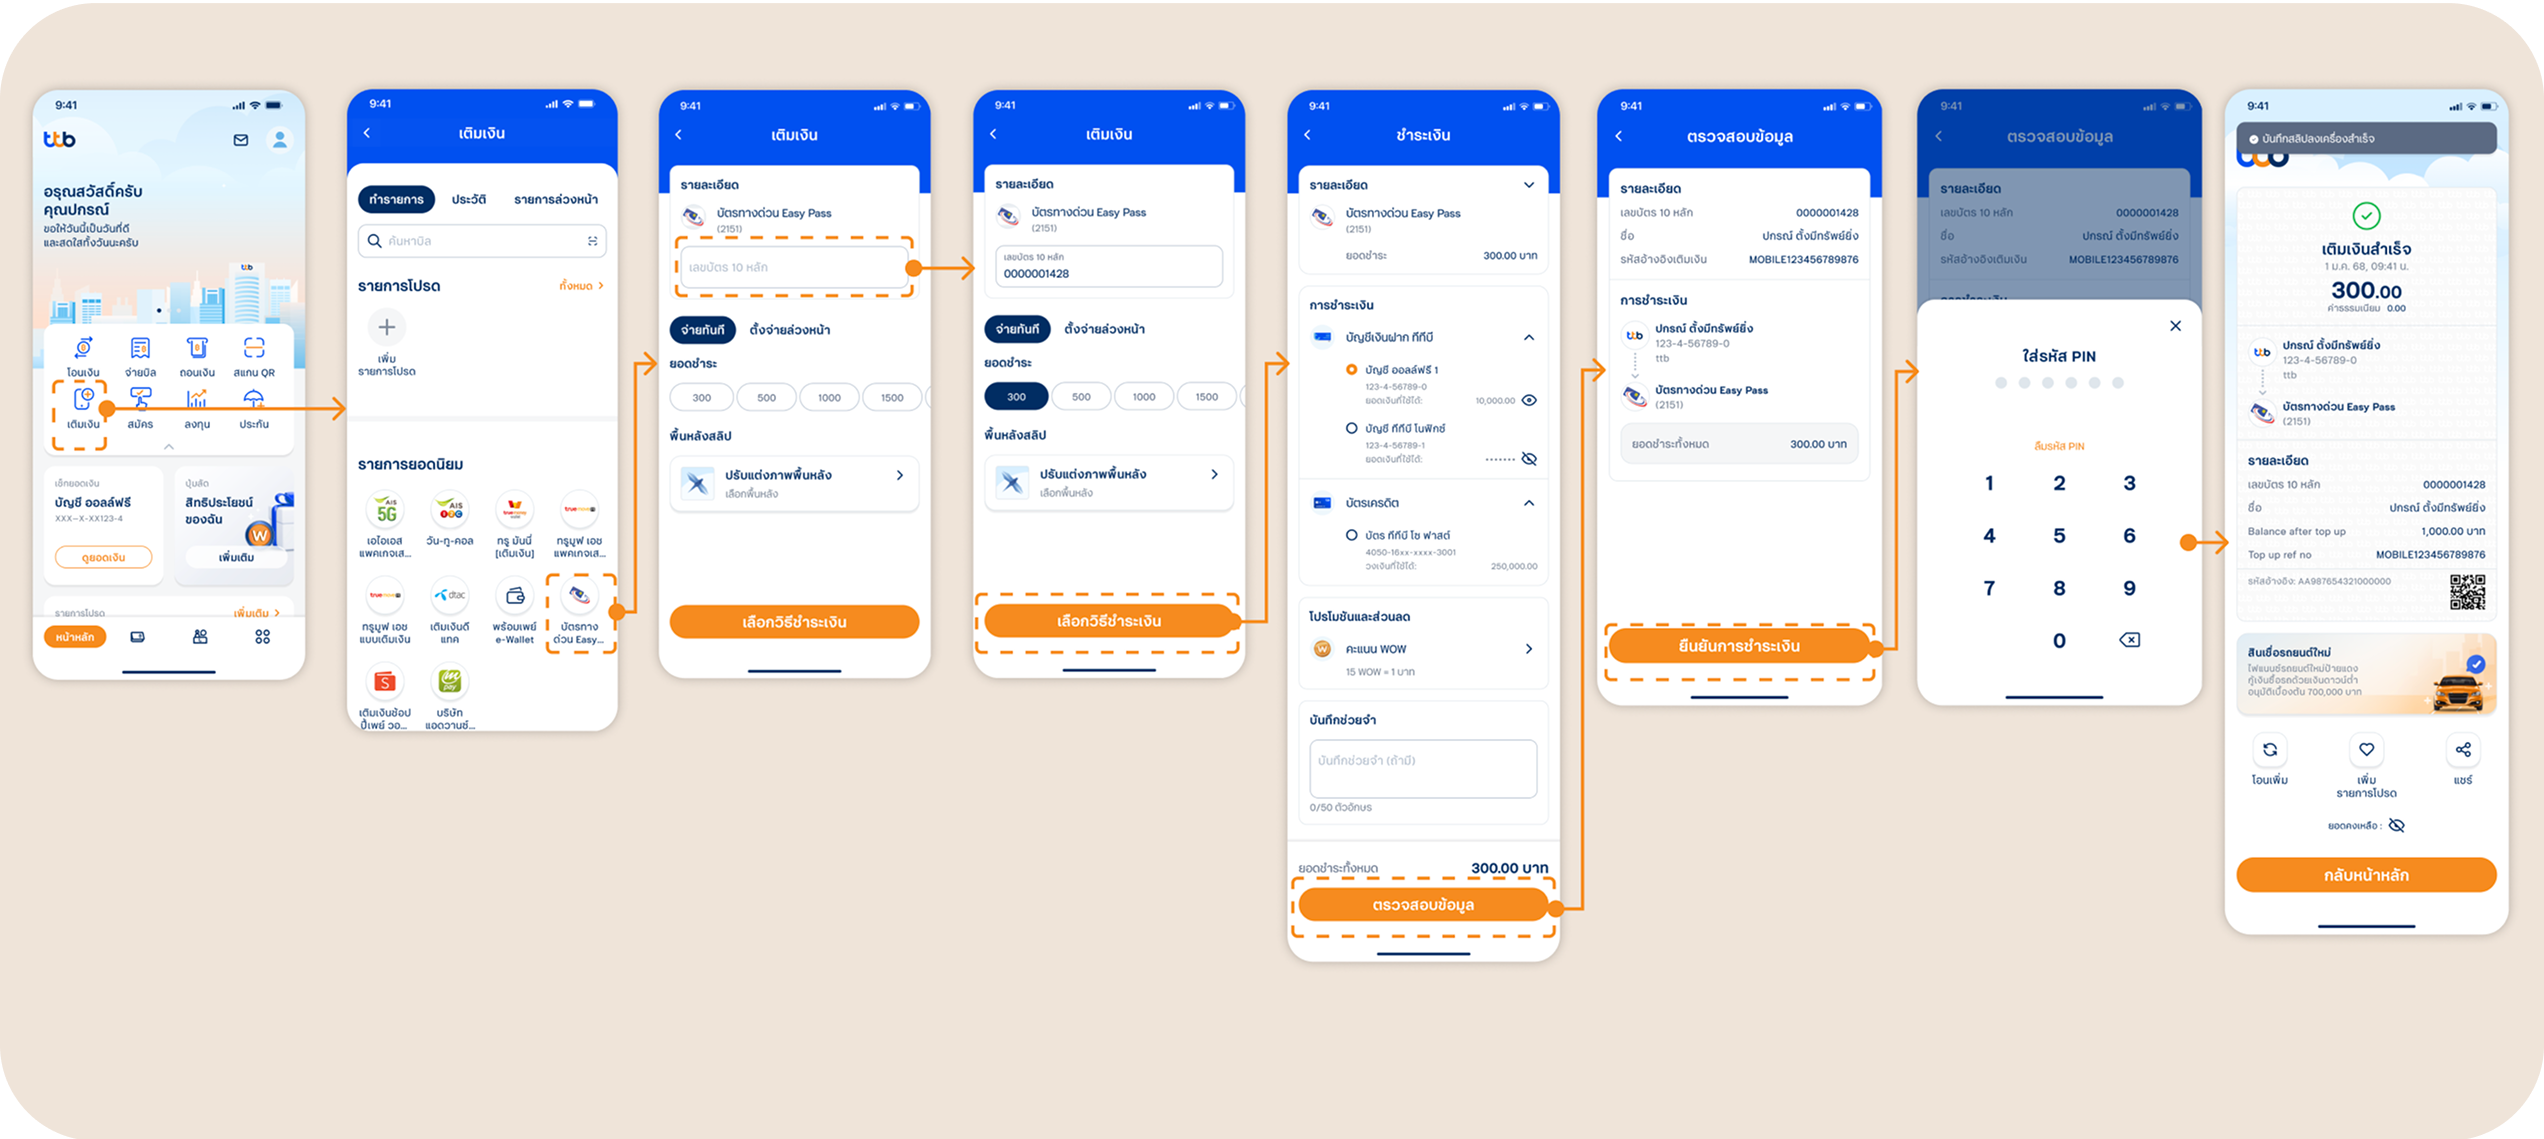 9:41
ttb
อรุณสวัสดิ์ครับ
คุณปกรณ์
ขอให้วันนี้เป็นวันที่ดี
และสดใสทั้งวันนะครับ
ttb
โอนเงิน
จ่ายบิล
ถอนเงิน
สแกน QR
เติมเงิน
สมัคร
ลงทุน
ประกัน
เช็กยอดเงิน
บัญชี ออลล์ฟรี
XXX-X-XX123-4
ดูยอดเงิน
ปุ่มลัด
สิทธิประโยชน์
ของฉัน
เพิ่มเติม
รายการโปรด
เพิ่มเติม >
หน้าหลัก
9:41
เติมเงิน
ทำรายการ
ประวัติ
รายการล่วงหน้า
ค้นหาบิล
รายการโปรด
ทั้งหมด >
เพิ่ม
รายการโปรด
รายการยอดนิยม
AIS
5G
เอไอเอส
แพคเกจเส...
AIS
วัน-ทู-คอล
ทรู มันนี่
[เติมเงิน]
ทรูมูฟ เอช
แพคเกจเส...
ทรูมูฟ เอช
แบบเติมเงิน
dtac
เติมเงินดี
แทค
พร้อมเพย์
e-Wallet
บัตรทาง
ด่วน Easy...
เติมเงินช้อป
ปี้เพย์ วอ...
m
pay
บริษัท
แอดวานซ์...
9:41
เติมเงิน
รายละเอียด
บัตรทางด่วน Easy Pass
(2151)
เลขบัตร 10 หลัก
จ่ายทันที
ตั้งจ่ายล่วงหน้า
ยอดชำระ
300
500
1000
1500
พื้นหลังสลิป
ปรับแต่งภาพพื้นหลัง
เลือกพื้นหลัง
เลือกวิธีชำระเงิน
9:41
เติมเงิน
รายละเอียด
บัตรทางด่วน Easy Pass
(2151)
เลขบัตร 10 หลัก
0000001428
จ่ายทันที
ตั้งจ่ายล่วงหน้า
ยอดชำระ
300
500
1000
1500
พื้นหลังสลิป
ปรับแต่งภาพพื้นหลัง
เลือกพื้นหลัง
เลือกวิธีชำระเงิน
9:41
ชำระเงิน
รายละเอียด
บัตรทางด่วน Easy Pass
(2151)
ยอดชำระ
300.00 บาท
การชำระเงิน
บัญชีเงินฝาก ทีทีบี
บัญชี ออลล์ฟรี 1
123-4-56789-0
ยอดเงินที่ใช้ได้:
10,000.00
บัญชี ทีทีบี โนฟิกซ์
123-4-56789-1
ยอดเงินที่ใช้ได้:
.......
บัตรเครดิต
บัตร ทีทีบี โซ ฟาสต์
4050-16xx-xxxx-3001
วงเงินที่ใช้ได้:
250,000.00
โปรโมชันและส่วนลด
คะแนน WOW
15 WOW = 1 บาท
บันทึกช่วยจำ
บันทึกช่วยจำ (ถ้ามี)
0/50 ตัวอักษร
ยอดชำระทั้งหมด
300.00 บาท
ตรวจสอบข้อมูล
9:41
ตรวจสอบข้อมูล
รายละเอียด
เลขบัตร 10 หลัก
0000001428
ชื่อ
ปกรณ์ ตั้งมีทรัพย์ยิ่ง
รหัสอ้างอิงเติมเงิน
MOBILE123456789876
การชำระเงิน
ttb
ปกรณ์ ตั้งมีทรัพย์ยิ่ง
123-4-56789-0
ttb
บัตรทางด่วน Easy Pass
(2151)
ยอดชำระทั้งหมด
300.00 บาท
ยืนยันการชำระเงิน
9:41
ตรวจสอบข้อมูล
รายละเอียด
เลขบัตร 10 หลัก
0000001428
ชื่อ
ปกรณ์ ตั้งมีทรัพย์ยิ่ง
รหัสอ้างอิงเติมเงิน
MOBILE123456789876
ใส่รหัส PIN
ลืมรหัส PIN
1
2
3
4
5
6
7
8
9
0
9:41
บันทึกสลิปลงเครื่องสำเร็จ
เติมเงินสำเร็จ
1 ม.ค. 68, 09:41 น.
300.00
ค่าธรรมเนียม 0.00
ttb
ปกรณ์ ตั้งมีทรัพย์ยิ่ง
123-4-56789-0
ttb
บัตรทางด่วน Easy Pass
(2151)
รายละเอียด
เลขบัตร 10 หลัก
0000001428
ชื่อ
ปกรณ์ ตั้งมีทรัพย์ยิ่ง
Balance after top up
1,000.00 บาท
Top up ref no
MOBILE123456789876
รหัสอ้างอิง: AA987654321000000
สินเชื่อรถยนต์ใหม่
ไฟแนนซ์รถยนต์ใหม่ป้ายแดง
กู้เงินซื้อรถด้วยเงินดาวน์ต่ำ
อนุมัติเบื้องต้น 700,000 บาท
โอนเพิ่ม
เพิ่ม
รายการโปรด
แชร์
ยอดคงเหลือ :
กลับหน้าหลัก